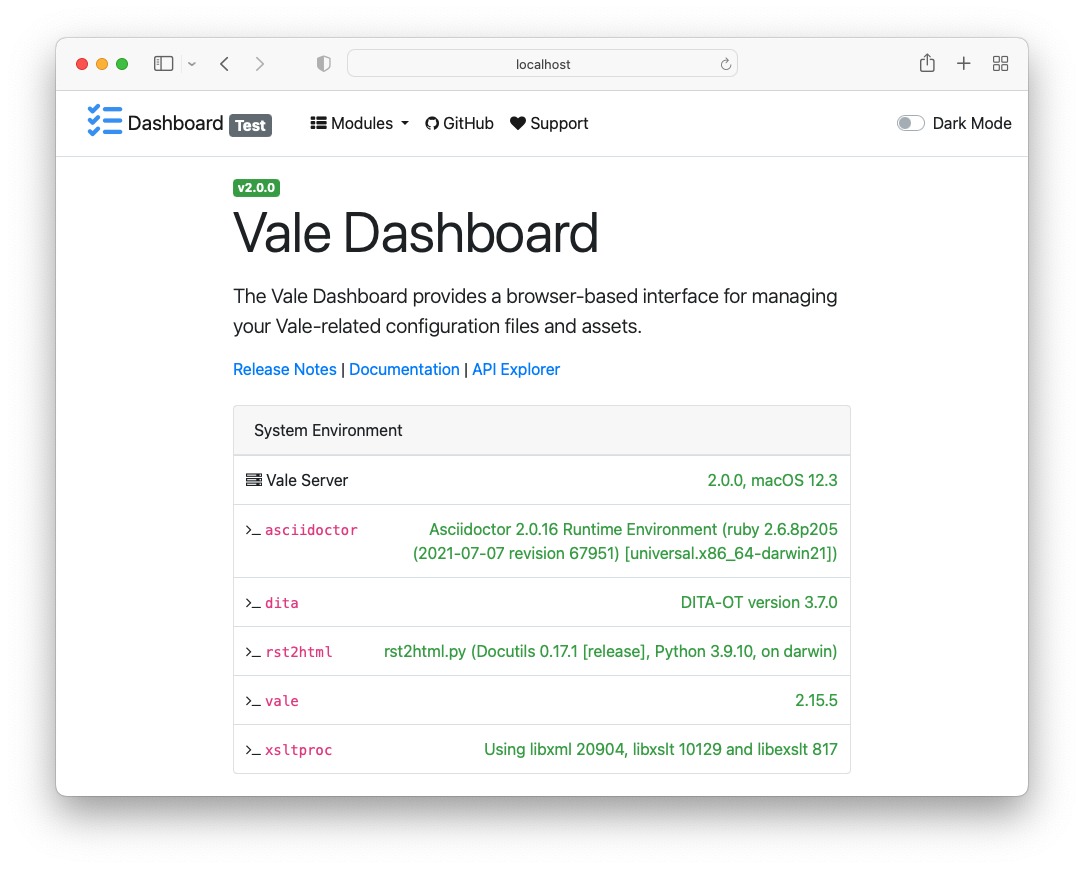 localhost
Dashboard Test Modules GitHub Support Dark Mode
v2.0.0
Vale Dashboard
The Vale Dashboard provides a browser-based interface for managing
your Vale-related configuration files and assets.
Release Notes | Documentation | API Explorer
System Environment
Vale Server 2.0.0, macOS 12.3
>_ asciidoctor Asciidoctor 2.0.16 Runtime Environment (ruby 2.6.8p205
(2021-07-07 revision 67951) [universal.x86_64-darwin21])
>_ dita DITA-OT version 3.7.0
>_ rst2html rst2html.py (Docutils 0.17.1 [release], Python 3.9.10, on darwin)
>_ vale 2.15.5
>_ xsltproc Using libxml 20904, libxslt 10129 and libexslt 817